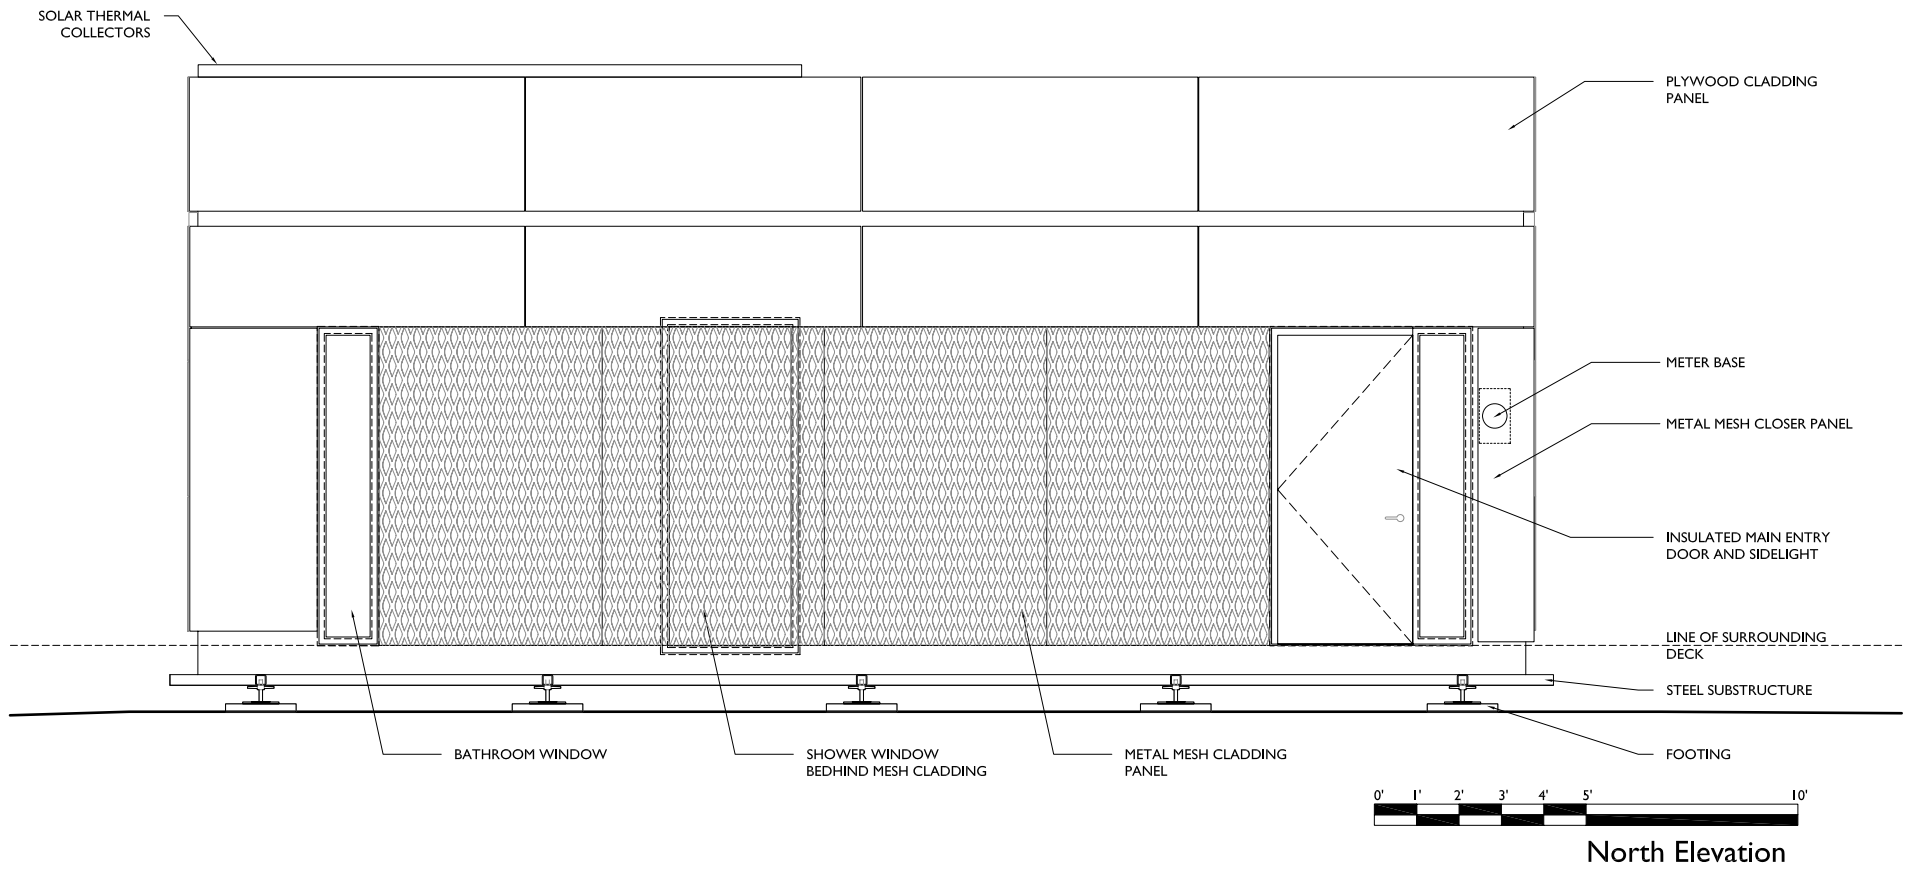 SOLAR THERMAL
COLLECTORS
PLYWOOD CLADDING
PANEL
METER BASE
METAL MESH CLOSER PANEL
INSULATED MAIN ENTRY
DOOR AND SIDELIGHT
LINE OF SURROUNDING
DECK
STEEL SUBSTRUCTURE
BATHROOM WINDOW
SHOWER WINDOW
BEDHIND MESH CLADDING
METAL MESH CLADDING
PANEL
FOOTING
0' 1' 2' 3' 4' 5' 10'
North Elevation